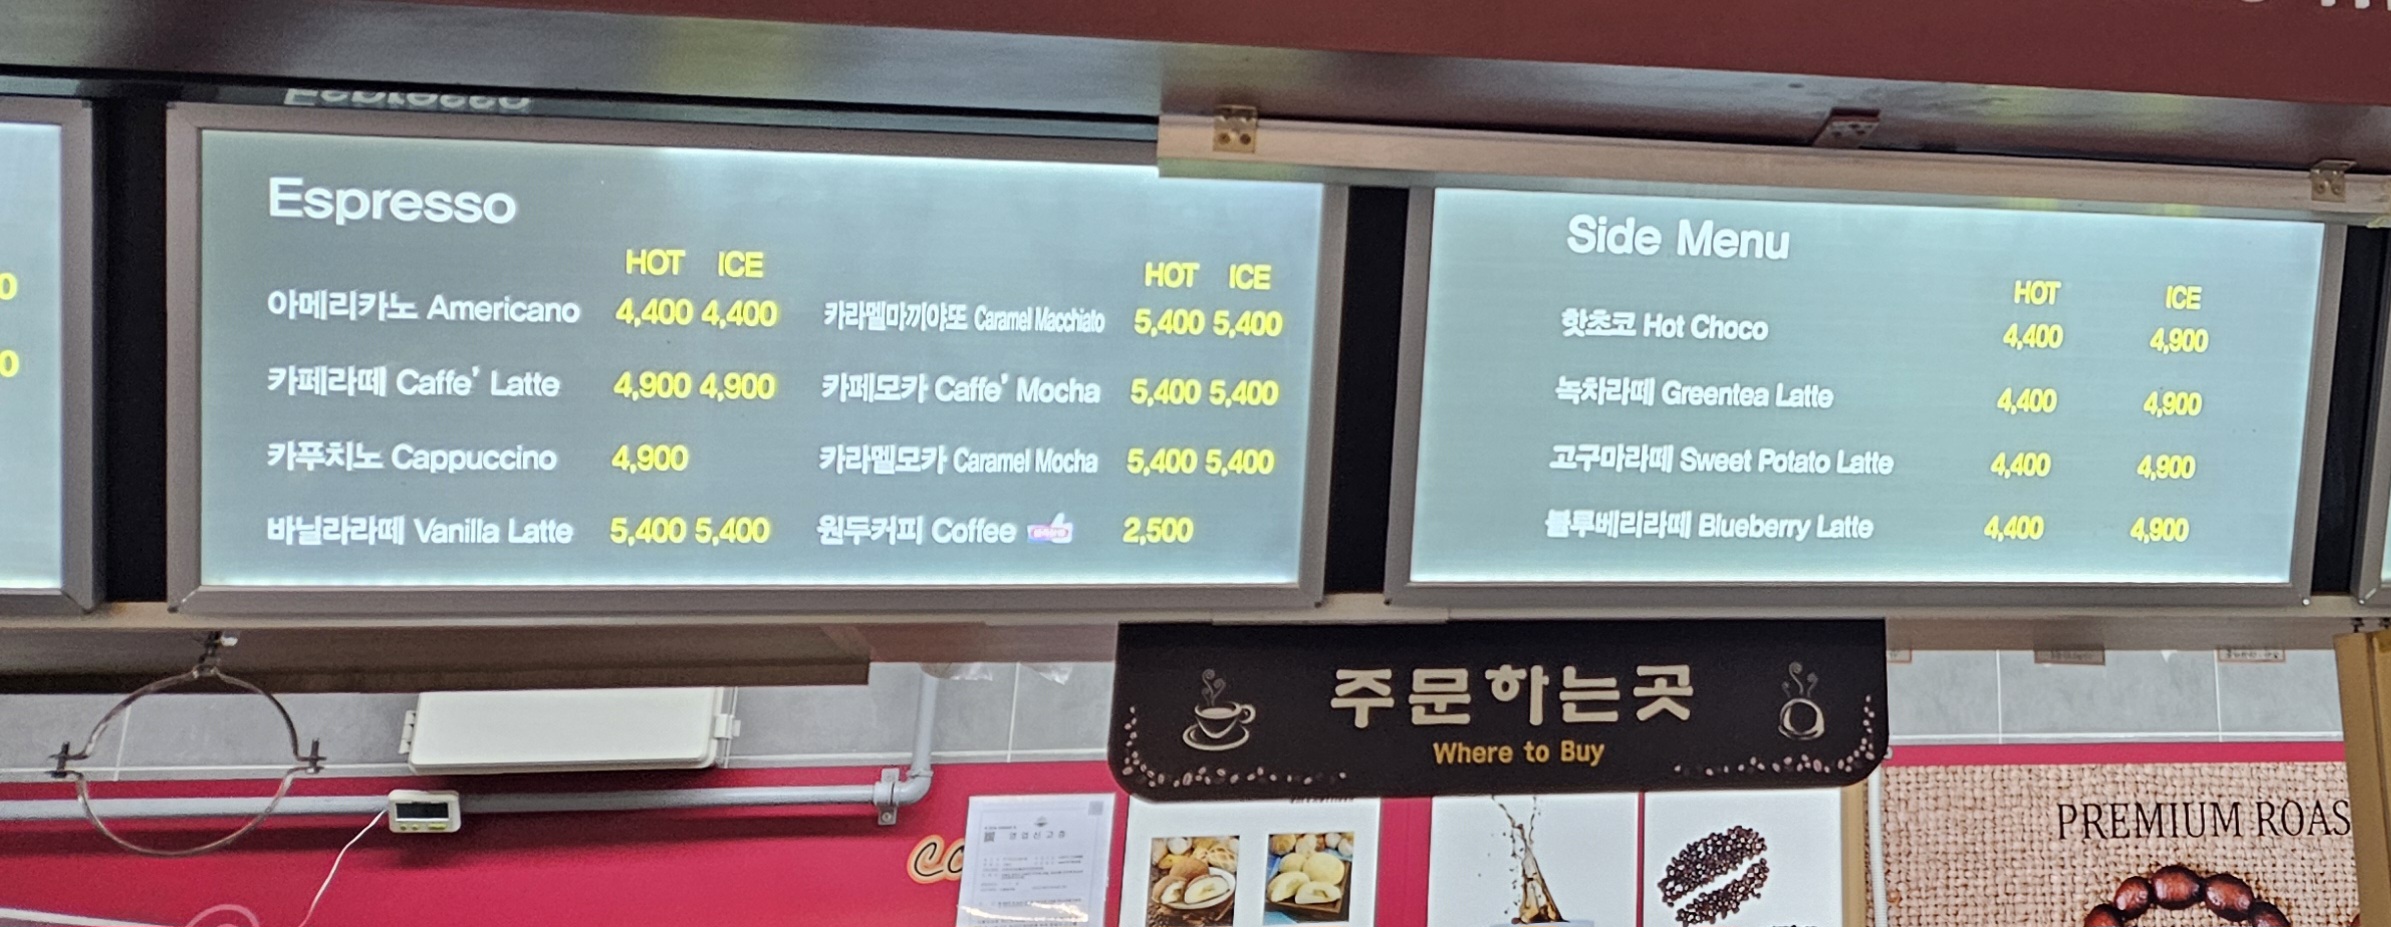 Espresso
HOT ICE
아메리카노 Americano 4,400 4,400
카페라떼 Caffe' Latte 4,900 4,900
카푸치노 Cappuccino 4,900
바닐라라떼 Vanilla Latte 5,400 5,400
HOT ICE
카라멜마끼야또 Caramel Macchiato 5,400 5,400
카페모카 Caffe' Mocha 5,400 5,400
카라멜모카 Caramel Mocha 5,400 5,400
원두커피 Coffee 2,500
Side Menu
HOT ICE
핫초코 Hot Choco 4,400 4,900
녹차라떼 Greentea Latte 4,400 4,900
고구마라떼 Sweet Potato Latte 4,400 4,900
블루베리라떼 Blueberry Latte 4,400 4,900
주문하는곳
Where to Buy
영업신고증
PREMIUM ROAS